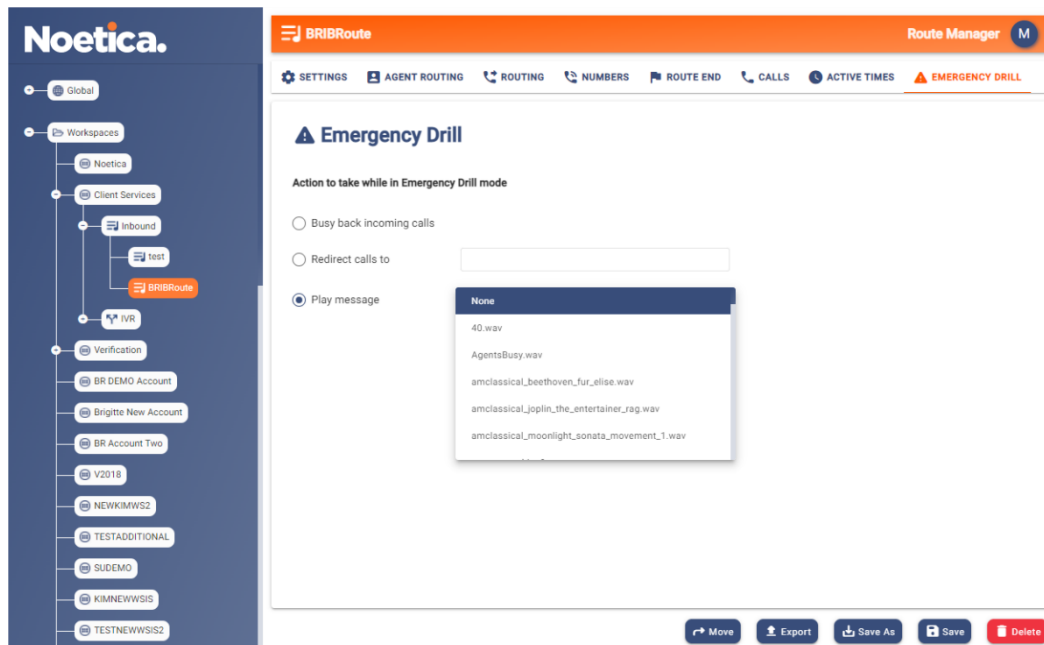 Noetica.
Global
Workspaces
Noetica
Client Services
Inbound
test
BRIBRoute
IVR
Verification
BR DEMO Account
Brigitte New Account
BR Account Two
V2018
NEWKIMWS2
TESTADDITIONAL
SUDEMO
KIMNEWWSIS
TESTNEWWSIS2
BRIBRoute Route Manager M
SETTINGS AGENT ROUTING ROUTING NUMBERS ROUTE END CALLS ACTIVE TIMES EMERGENCY DRILL
Emergency Drill
Action to take while in Emergency Drill mode
Busy back incoming calls
Redirect calls to
Play message
None
40.wav
AgentsBusy.wav
amclassical_beethoven_fur_elise.wav
amclassical_joplin_the_entertainer_rag.wav
amclassical_moonlight_sonata_movement_1.wav
Move Export Save As Save Delete